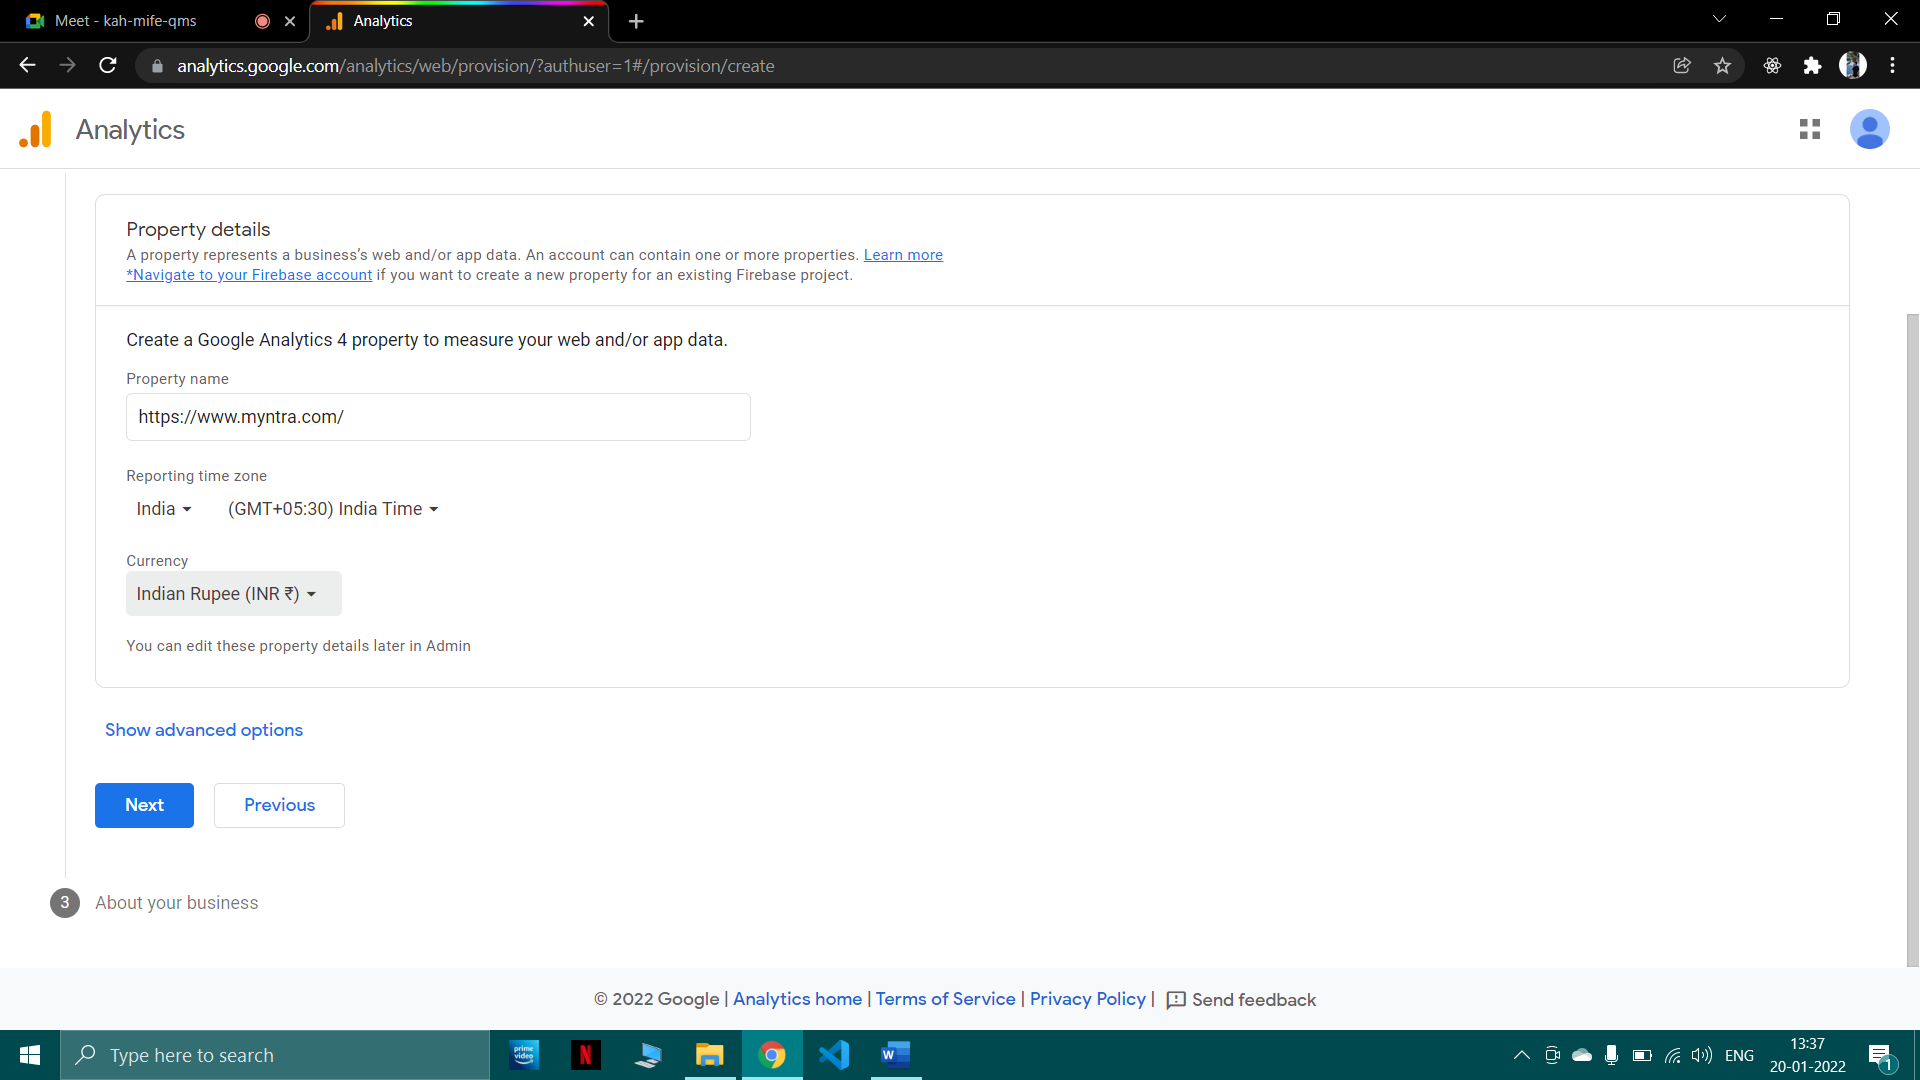 Meet - kah-mife-qms
Analytics
analytics.google.com/analytics/web/provision/?authuser=1#/provision/create
Analytics
Property details
A property represents a business’s web and/or app data. An account can contain one or more properties. Learn more
*Navigate to your Firebase account if you want to create a new property for an existing Firebase project.
Create a Google Analytics 4 property to measure your web and/or app data.
Property name
https://www.myntra.com/
Reporting time zone
India (GMT+05:30) India Time
Currency
Indian Rupee (INR ₹)
You can edit these property details later in Admin
Show advanced options
Next Previous
3 About your business
© 2022 Google | Analytics home | Terms of Service | Privacy Policy | Send feedback
Type here to search
prime video
N
W
ENG
13:37
20-01-2022
1